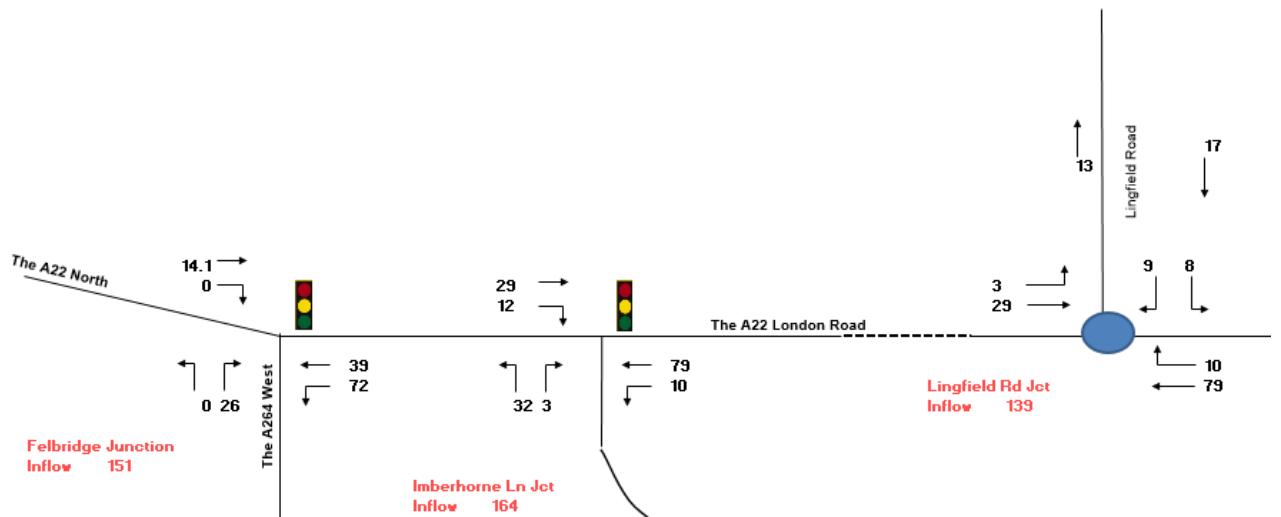 13
Lingfield Road
17
The A22 North
14.1
0
29
12
3
29
9 8
The A22 London Road
39
72
0 26
The A264 West
79
10
32 3
10
79
Lingfield Rd Jct
Inflow 139
Felbridge Junction
Inflow 151
Imberhorne Ln Jct
Inflow 164